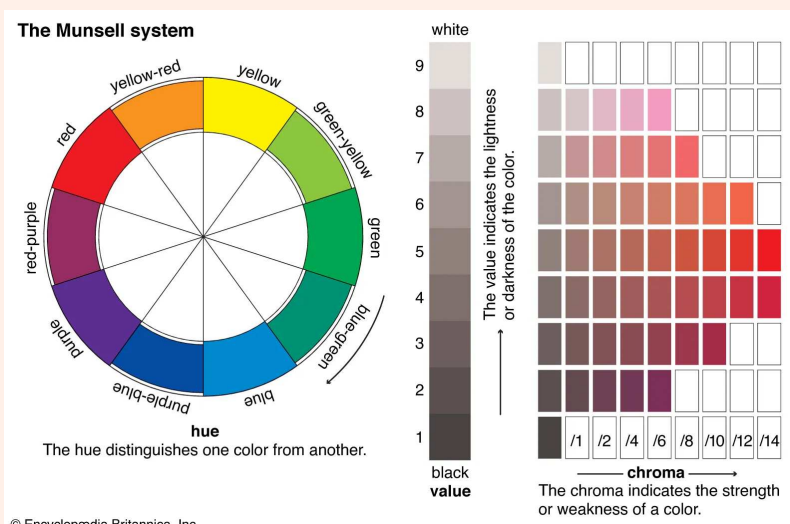 The Munsell system
yellow-red
yellow
green-yellow
green
blue-green
blue
purple-blue
purple
red-purple
red
hue
The hue distinguishes one color from another.
white
9
8
7
6
5
4
3
2
1
black
value
The value indicates the lightness
or darkness of the color.
/1 /2 /4 /6 /8 /10 /12 /14
chroma
The chroma indicates the strength
or weakness of a color.
© Encyclopædia Britannica, Inc.